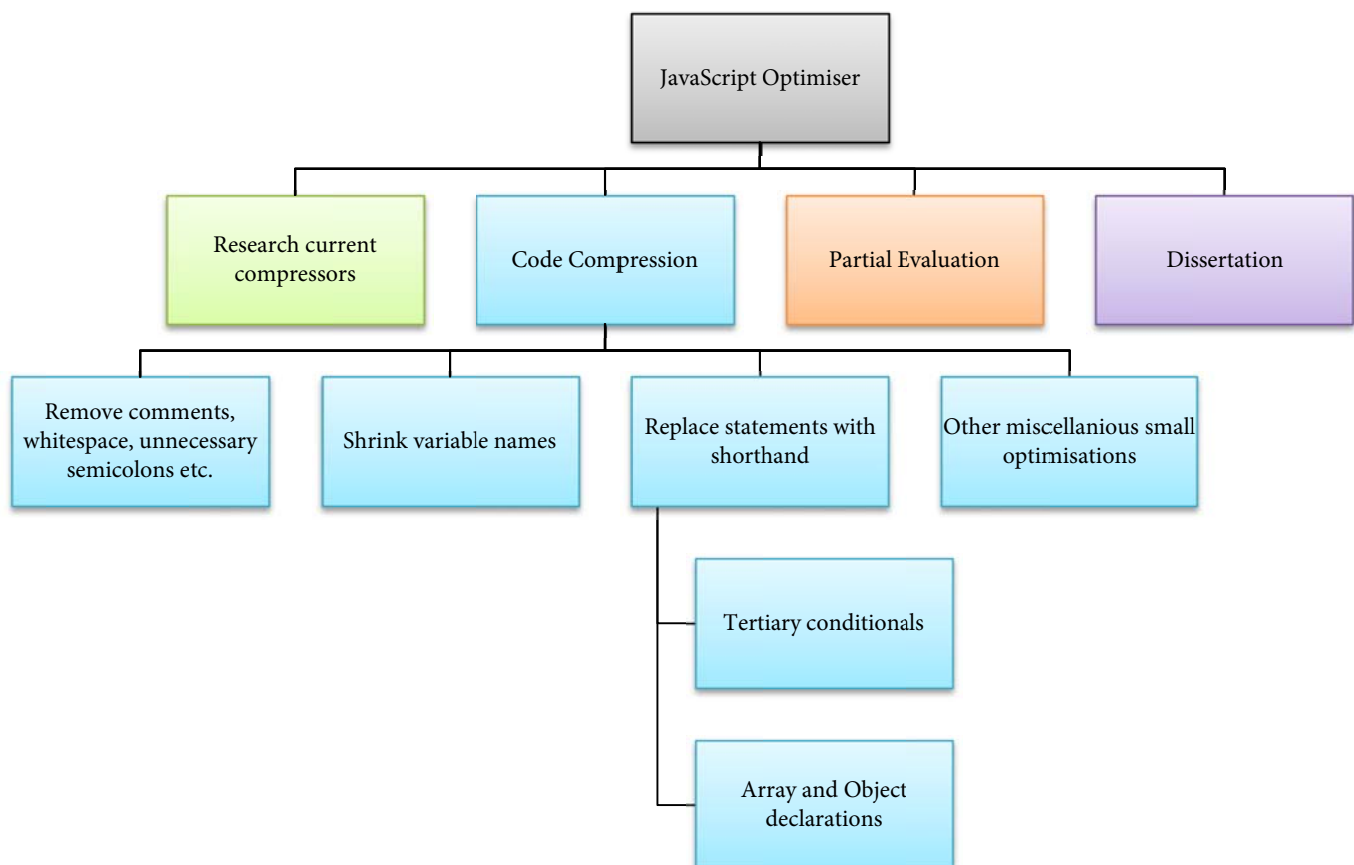 JavaScript Optimiser
Research current
compressors
Code Compression
Partial Evaluation
Dissertation
Remove comments,
whitespace, unnecessary
semicolons etc.
Shrink variable names
Replace statements with
shorthand
Other miscellanious small
optimisations
Tertiary conditionals
Array and Object
declarations